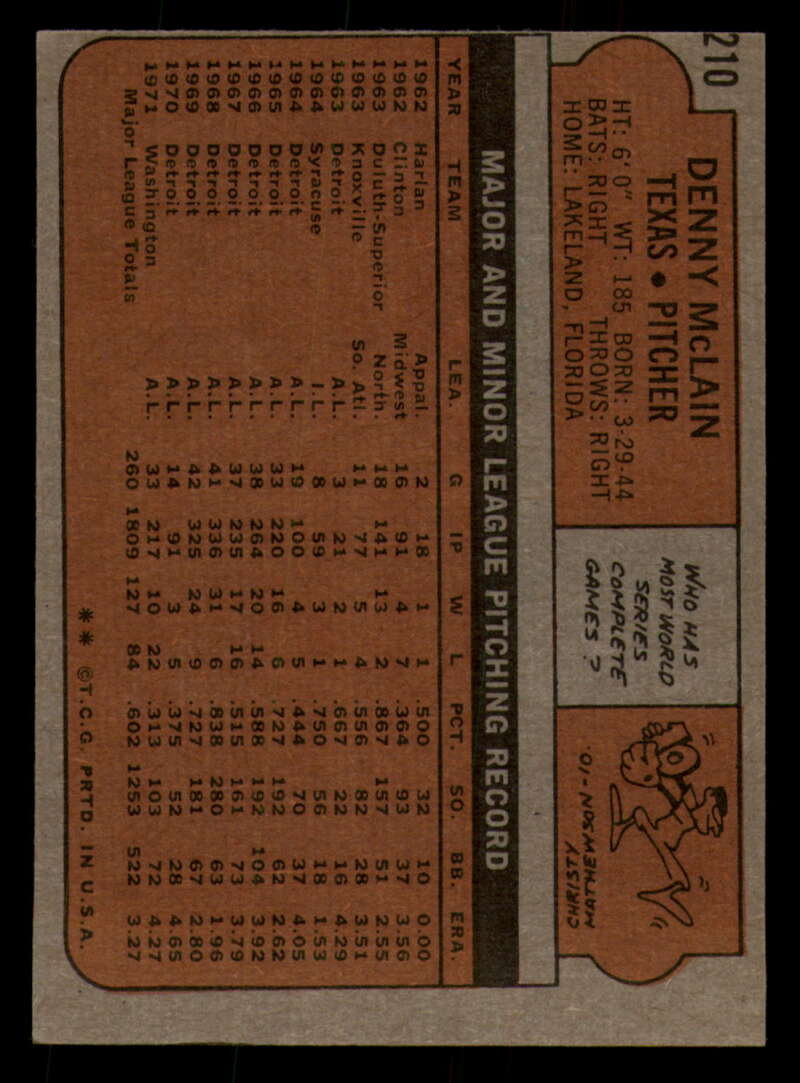 210
DENNY McLAIN
TEXAS • PITCHER
HT: 6'0" WT: 185 BORN: 3-29-44
BATS: RIGHT THROWS: RIGHT
HOME: LAKELAND, FLORIDA
WHO HAS
MOST WORLD
SERIES
COMPLETE
GAMES?
CHRISTY
MATHEWSON - 10.
MAJOR AND MINOR LEAGUE PITCHING RECORD
YEAR TEAM LEA. G IP W L PCT. SO. BB. ERA.
1962 Harlan Appal. 2 18 1 1 .500 32 10 0.00
1962 Clinton Midwest 16 91 4 7 .364 93 37 3.56
1963 Duluth-Superior North. 18 141 13 2 .867 157 51 2.55
1963 Knoxville So. Atl. 11 77 5 4 .556 82 28 3.51
1963 Detroit A.L. 3 21 2 1 .667 22 16 4.29
1964 Syracuse I.L. 8 59 3 1 .750 56 18 1.53
1964 Detroit A.L. 19 100 4 5 .444 70 37 4.05
1965 Detroit A.L. 33 220 16 6 .727 192 62 2.62
1966 Detroit A.L. 38 264 20 14 .588 192 104 3.92
1967 Detroit A.L. 37 235 17 16 .515 161 73 3.79
1968 Detroit A.L. 41 336 31 6 .838 280 63 1.96
1969 Detroit A.L. 42 325 24 9 .727 181 67 2.80
1970 Detroit A.L. 14 91 3 5 .375 52 28 4.65
1971 Washington A.L. 33 217 10 22 .313 103 72 4.27
Major League Totals 260 1809 127 84 .602 1253 522 3.27
** ©T.C.G. PRTD. IN U.S.A.